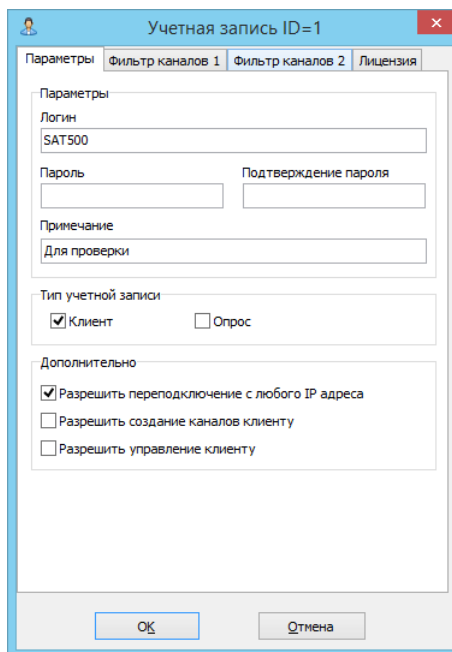 Учетная запись ID=1
Параметры Фильтр каналов 1 Фильтр каналов 2 Лицензия
Параметры
Логин
SAT500
Пароль Подтверждение пароля
Примечание
Для проверки
Тип учетной записи
Клиент Опрос
Дополнительно
Разрешить переподключение с любого IP адреса
Разрешить создание каналов клиенту
Разрешить управление клиенту
OK Отмена